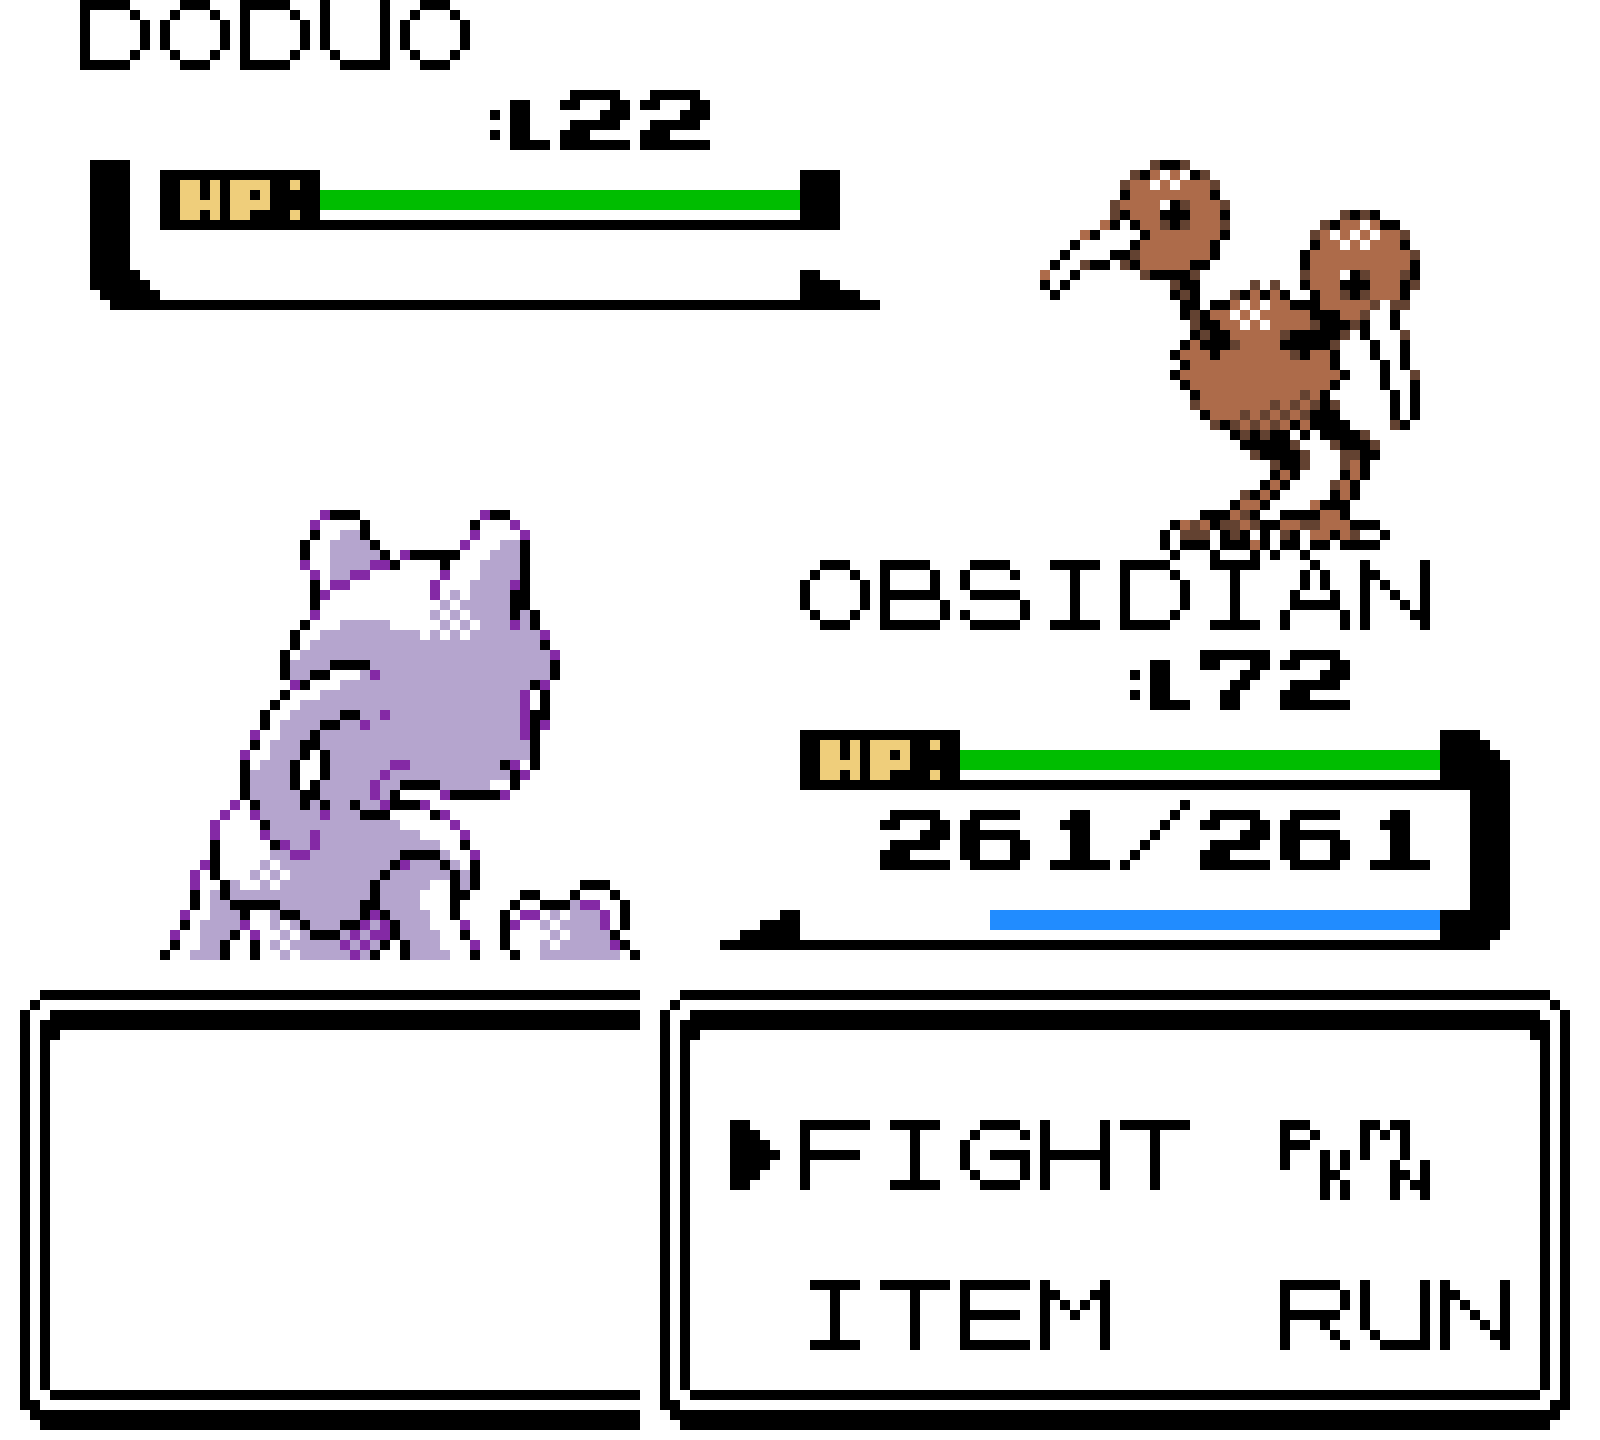 DODUO
:L22
HP:
OBSIDIAN
:L72
HP:
261/261
▶FIGHT PKMN
ITEM RUN